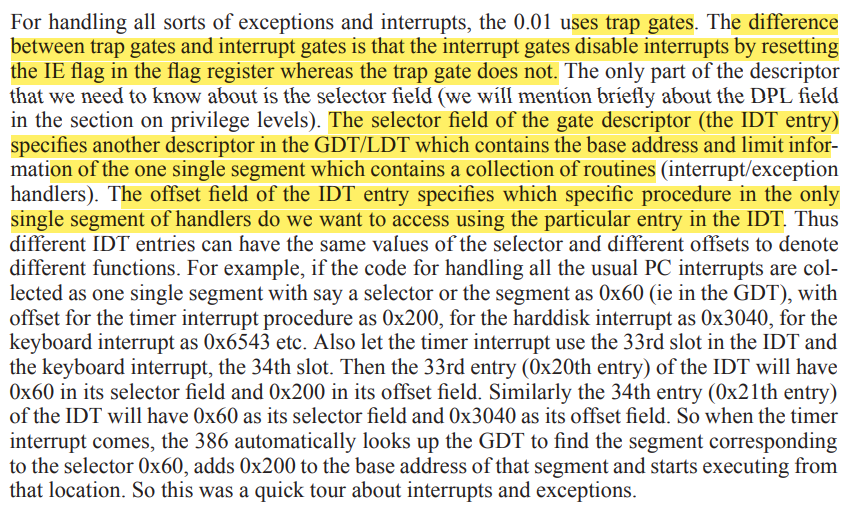 For handling all sorts of exceptions and interrupts, the 0.01 uses trap gates. The difference
between trap gates and interrupt gates is that the interrupt gates disable interrupts by resetting
the IE flag in the flag register whereas the trap gate does not. The only part of the descriptor
that we need to know about is the selector field (we will mention briefly about the DPL field
in the section on privilege levels). The selector field of the gate descriptor (the IDT entry)
specifies another descriptor in the GDT/LDT which contains the base address and limit infor-
mation of the one single segment which contains a collection of routines (interrupt/exception
handlers). The offset field of the IDT entry specifies which specific procedure in the only
single segment of handlers do we want to access using the particular entry in the IDT. Thus
different IDT entries can have the same values of the selector and different offsets to denote
different functions. For example, if the code for handling all the usual PC interrupts are col-
lected as one single segment with say a selector or the segment as 0x60 (ie in the GDT), with
offset for the timer interrupt procedure as 0x200, for the harddisk interrupt as 0x3040, for the
keyboard interrupt as 0x6543 etc. Also let the timer interrupt use the 33rd slot in the IDT and
the keyboard interrupt, the 34th slot. Then the 33rd entry (0x20th entry) of the IDT will have
0x60 in its selector field and 0x200 in its offset field. Similarly the 34th entry (0x21th entry)
of the IDT will have 0x60 as its selector field and 0x3040 as its offset field. So when the timer
interrupt comes, the 386 automatically looks up the GDT to find the segment corresponding
to the selector 0x60, adds 0x200 to the base address of that segment and starts executing from
that location. So this was a quick tour about interrupts and exceptions.